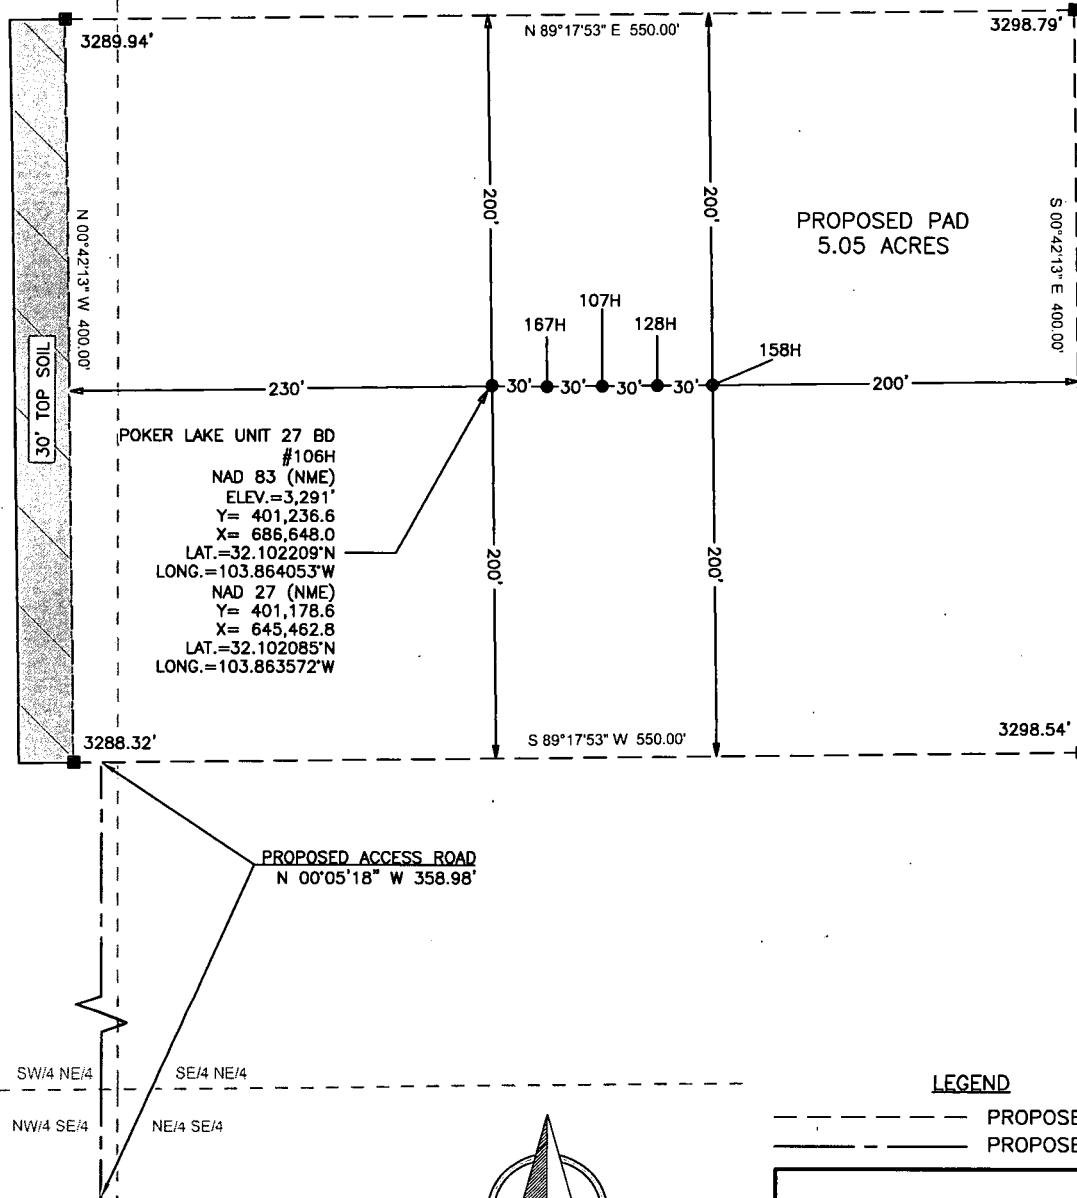 3289.94'
N 89°17'53" E 550.00'
3298.79'
200'
200'
PROPOSED PAD
5.05 ACRES
N 00°42'13" W 400.00'
S 00°42'13" E 400.00'
30' TOP SOIL
107H
167H
128H
158H
230'
30'
30'
30'
30'
200'
POKER LAKE UNIT 27 BD
#106H
NAD 83 (NME)
ELEV.=3,291'
Y= 401,236.6
X= 686,648.0
LAT.=32.102209°N
LONG.=103.864053°W
NAD 27 (NME)
Y= 401,178.6
X= 645,462.8
LAT.=32.102085°N
LONG.=103.863572°W
200'
200'
3288.32'
S 89°17'53" W 550.00'
3298.54'
PROPOSED ACCESS ROAD
N 00°05'18" W 358.98'
SW/4 NE/4
SE/4 NE/4
NW/4 SE/4
NE/4 SE/4
LEGEND
PROPOSE
PROPOSE